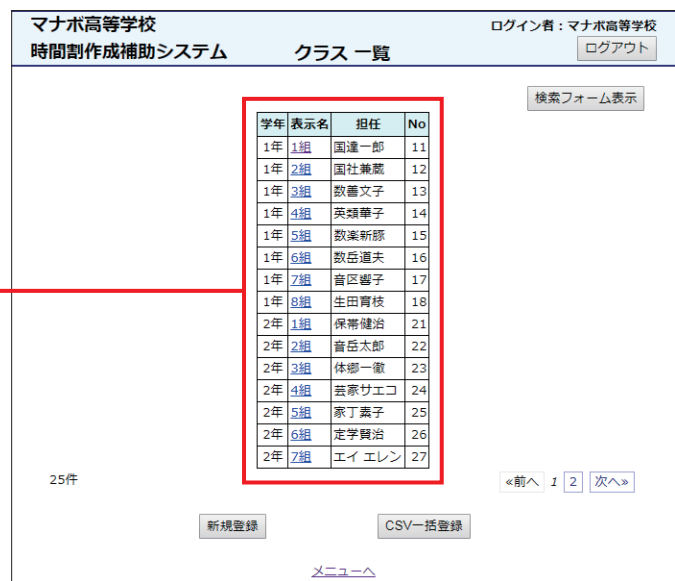 マナボ高等学校
ログイン者：マナボ高等学校
時間割作成補助システム クラス 一覧 ログアウト
検索フォーム表示
学年 表示名 担任 No
1年 1組 国達一郎 11
1年 2組 国社兼蔵 12
1年 3組 数善文子 13
1年 4組 英類華子 14
1年 5組 数楽新豚 15
1年 6組 数岳道夫 16
1年 7組 音区響子 17
1年 8組 生田育枝 18
2年 1組 保帯健治 21
2年 2組 音岳太郎 22
2年 3組 体郷一徹 23
2年 4組 芸家サエコ 24
2年 5組 家丁素子 25
2年 6組 定学賢治 26
2年 7組 エイ エレン 27
25件 «前へ 1 2 次へ»
新規登録 CSV一括登録
メニューへ